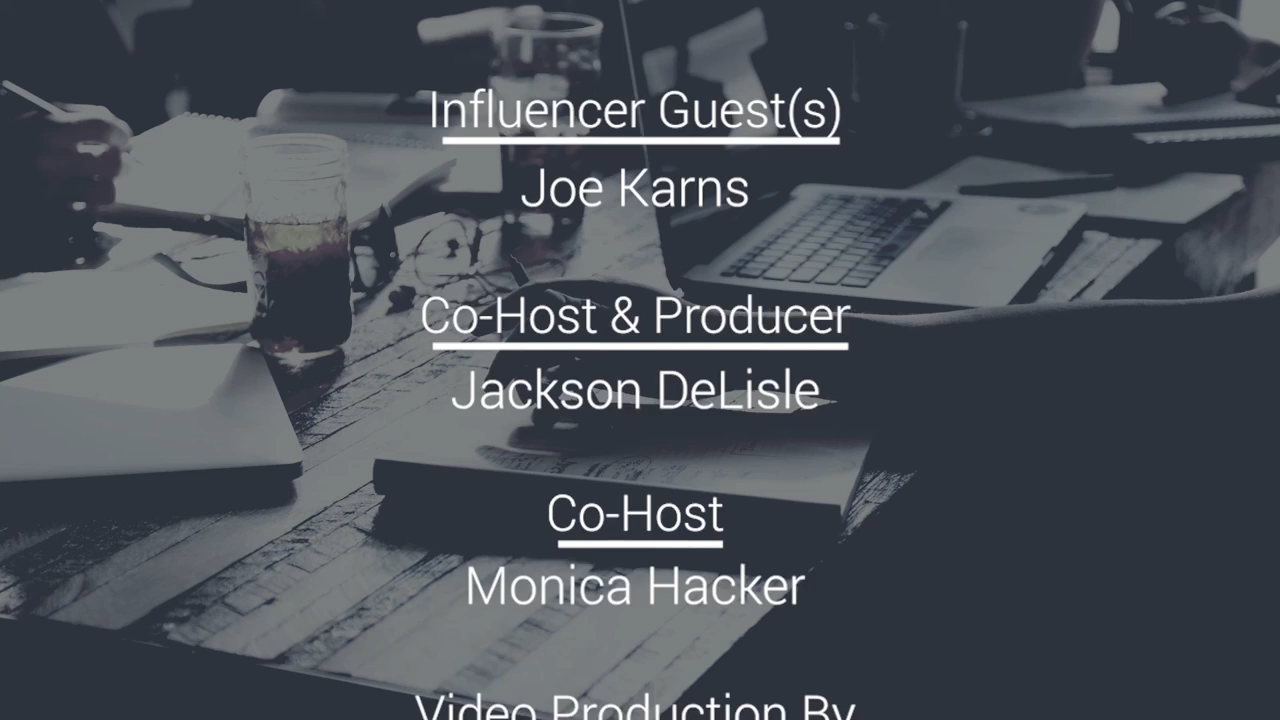 Influencer Guest(s)
Joe Karns
Co-Host & Producer
Jackson DeLisle
Co-Host
Monica Hacker
Video Production By